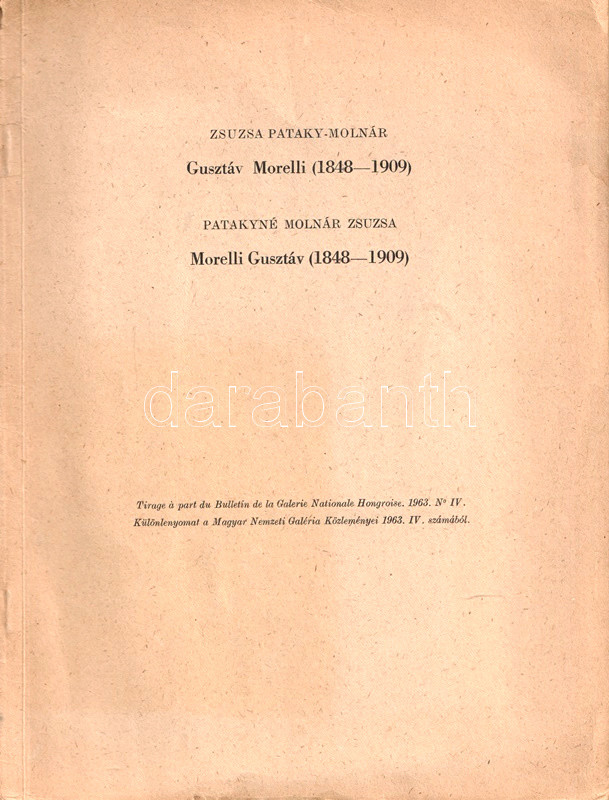 ZSUZSA PATAKY-MOLNÁR
Gusztáv Morelli (1848—1909)
PATAKYNÉ MOLNÁR ZSUZSA
Morelli Gusztáv (1848—1909)
darabanth
Tirage à part du Bulletin de la Galerie Nationale Hongroise. 1963. Nº IV.
Különlenyomat a Magyar Nemzeti Galéria Közleményei 1963. IV. számából.